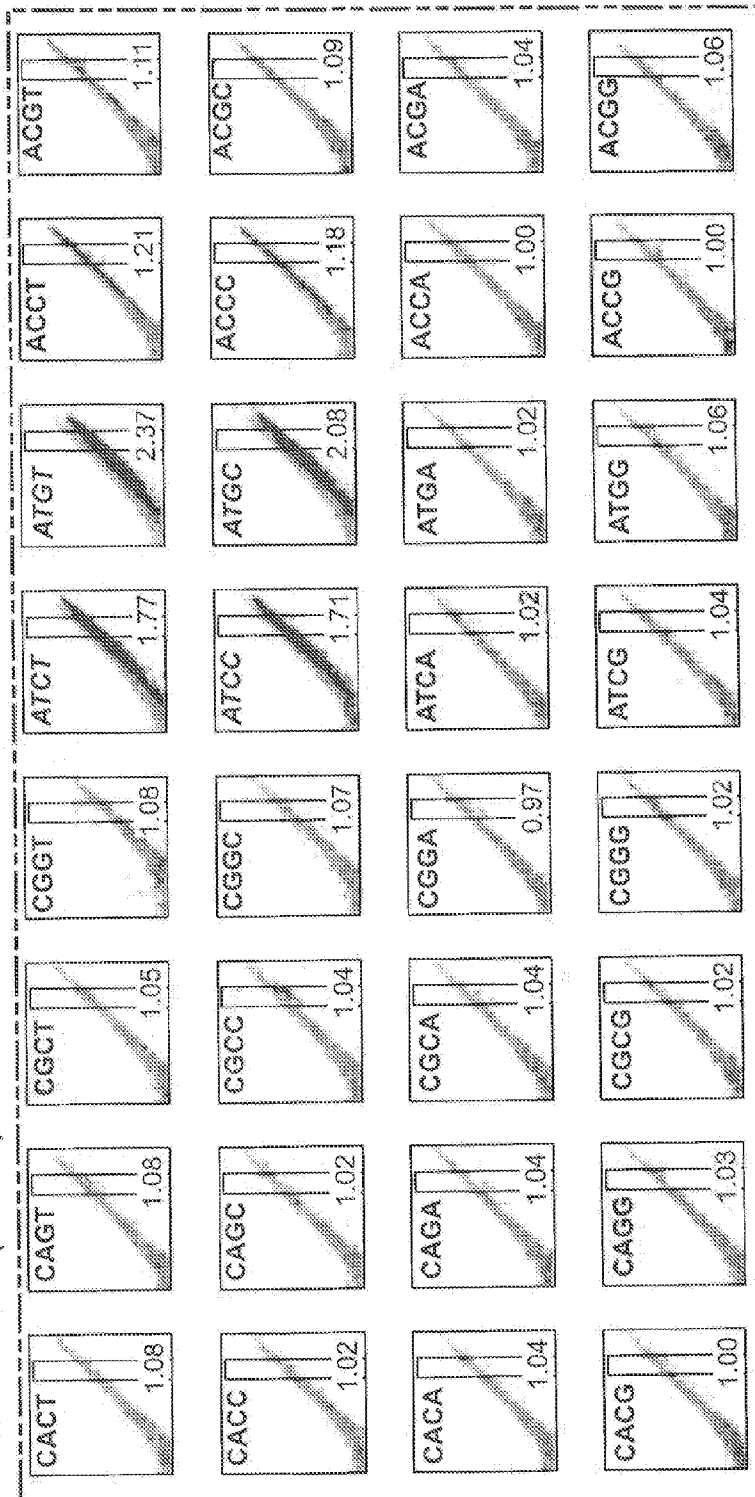 CACT CAGT CGCT CGGT ATCT ATGT ACCT ACGT
1.08 1.08 1.05 1.08 1.77 2.37 1.21 1.11
CACC CAGC CGCC CGGC ATCC ATGC ACCC ACGC
1.02 1.02 1.04 1.07 1.71 2.08 1.18 1.09
CACA CAGA CGCA CGGA ATCA ATGA ACCA ACGA
1.04 1.04 1.04 0.97 1.02 1.02 1.00 1.04
CACG CAGG CGCG CGGG ATCG ATGG ACCG ACGG
1.00 1.03 1.02 1.02 1.04 1.06 1.00 1.06